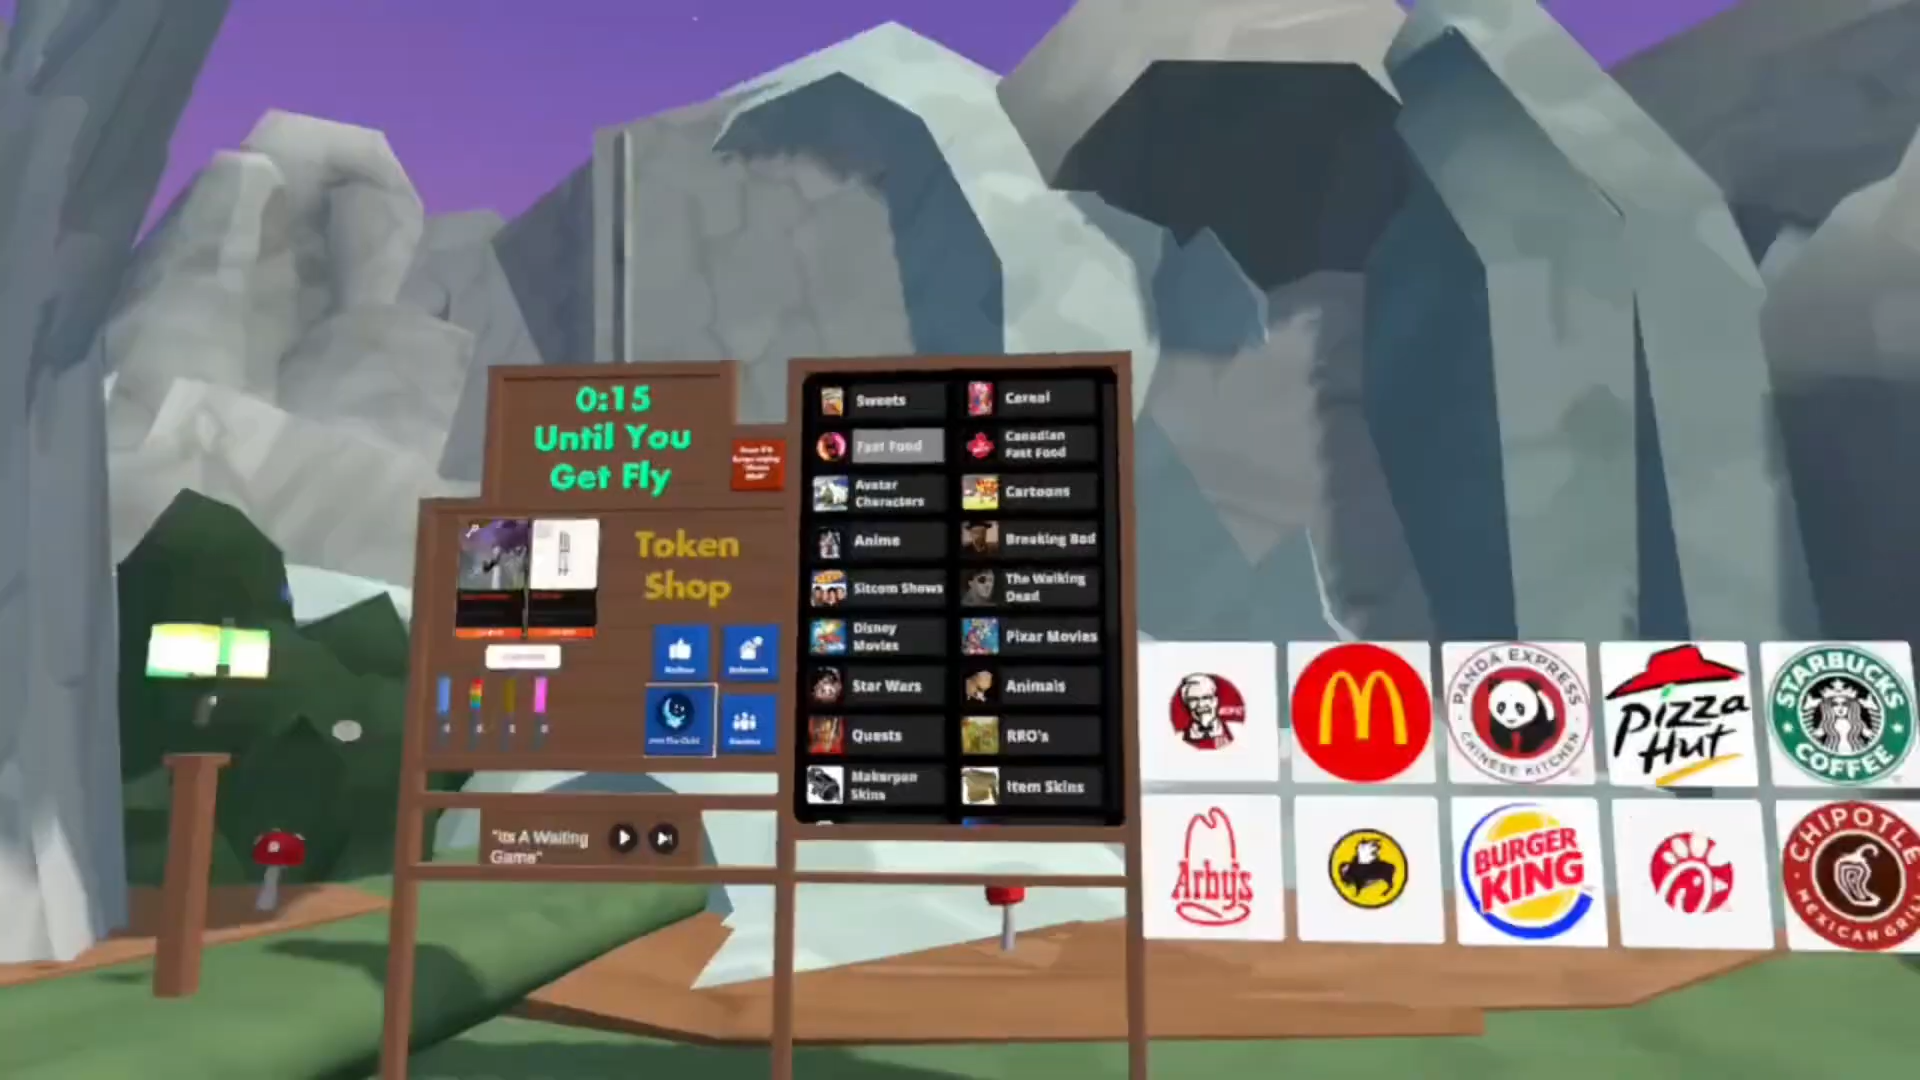 0:15
Until You
Get Fly
Token
Shop
"Its A Waiting
Game"
Sweets
Cereal
Fast Food
Canadian
Fast Food
Avatar
Characters
Cartoons
Anime
Breaking Bad
Sitcom Shows
The Walking
Dead
Disney
Movies
Pixar Movies
Star Wars
Animals
Quests
RRO's
Makerpen
Skins
Item Skins
KFC
PANDA EXPRESS
CHINESE KITCHEN
Pizza
Hut
STARBUCKS
COFFEE
Arby's
BURGER
KING
CHIPOTLE
MEXICAN GRILL